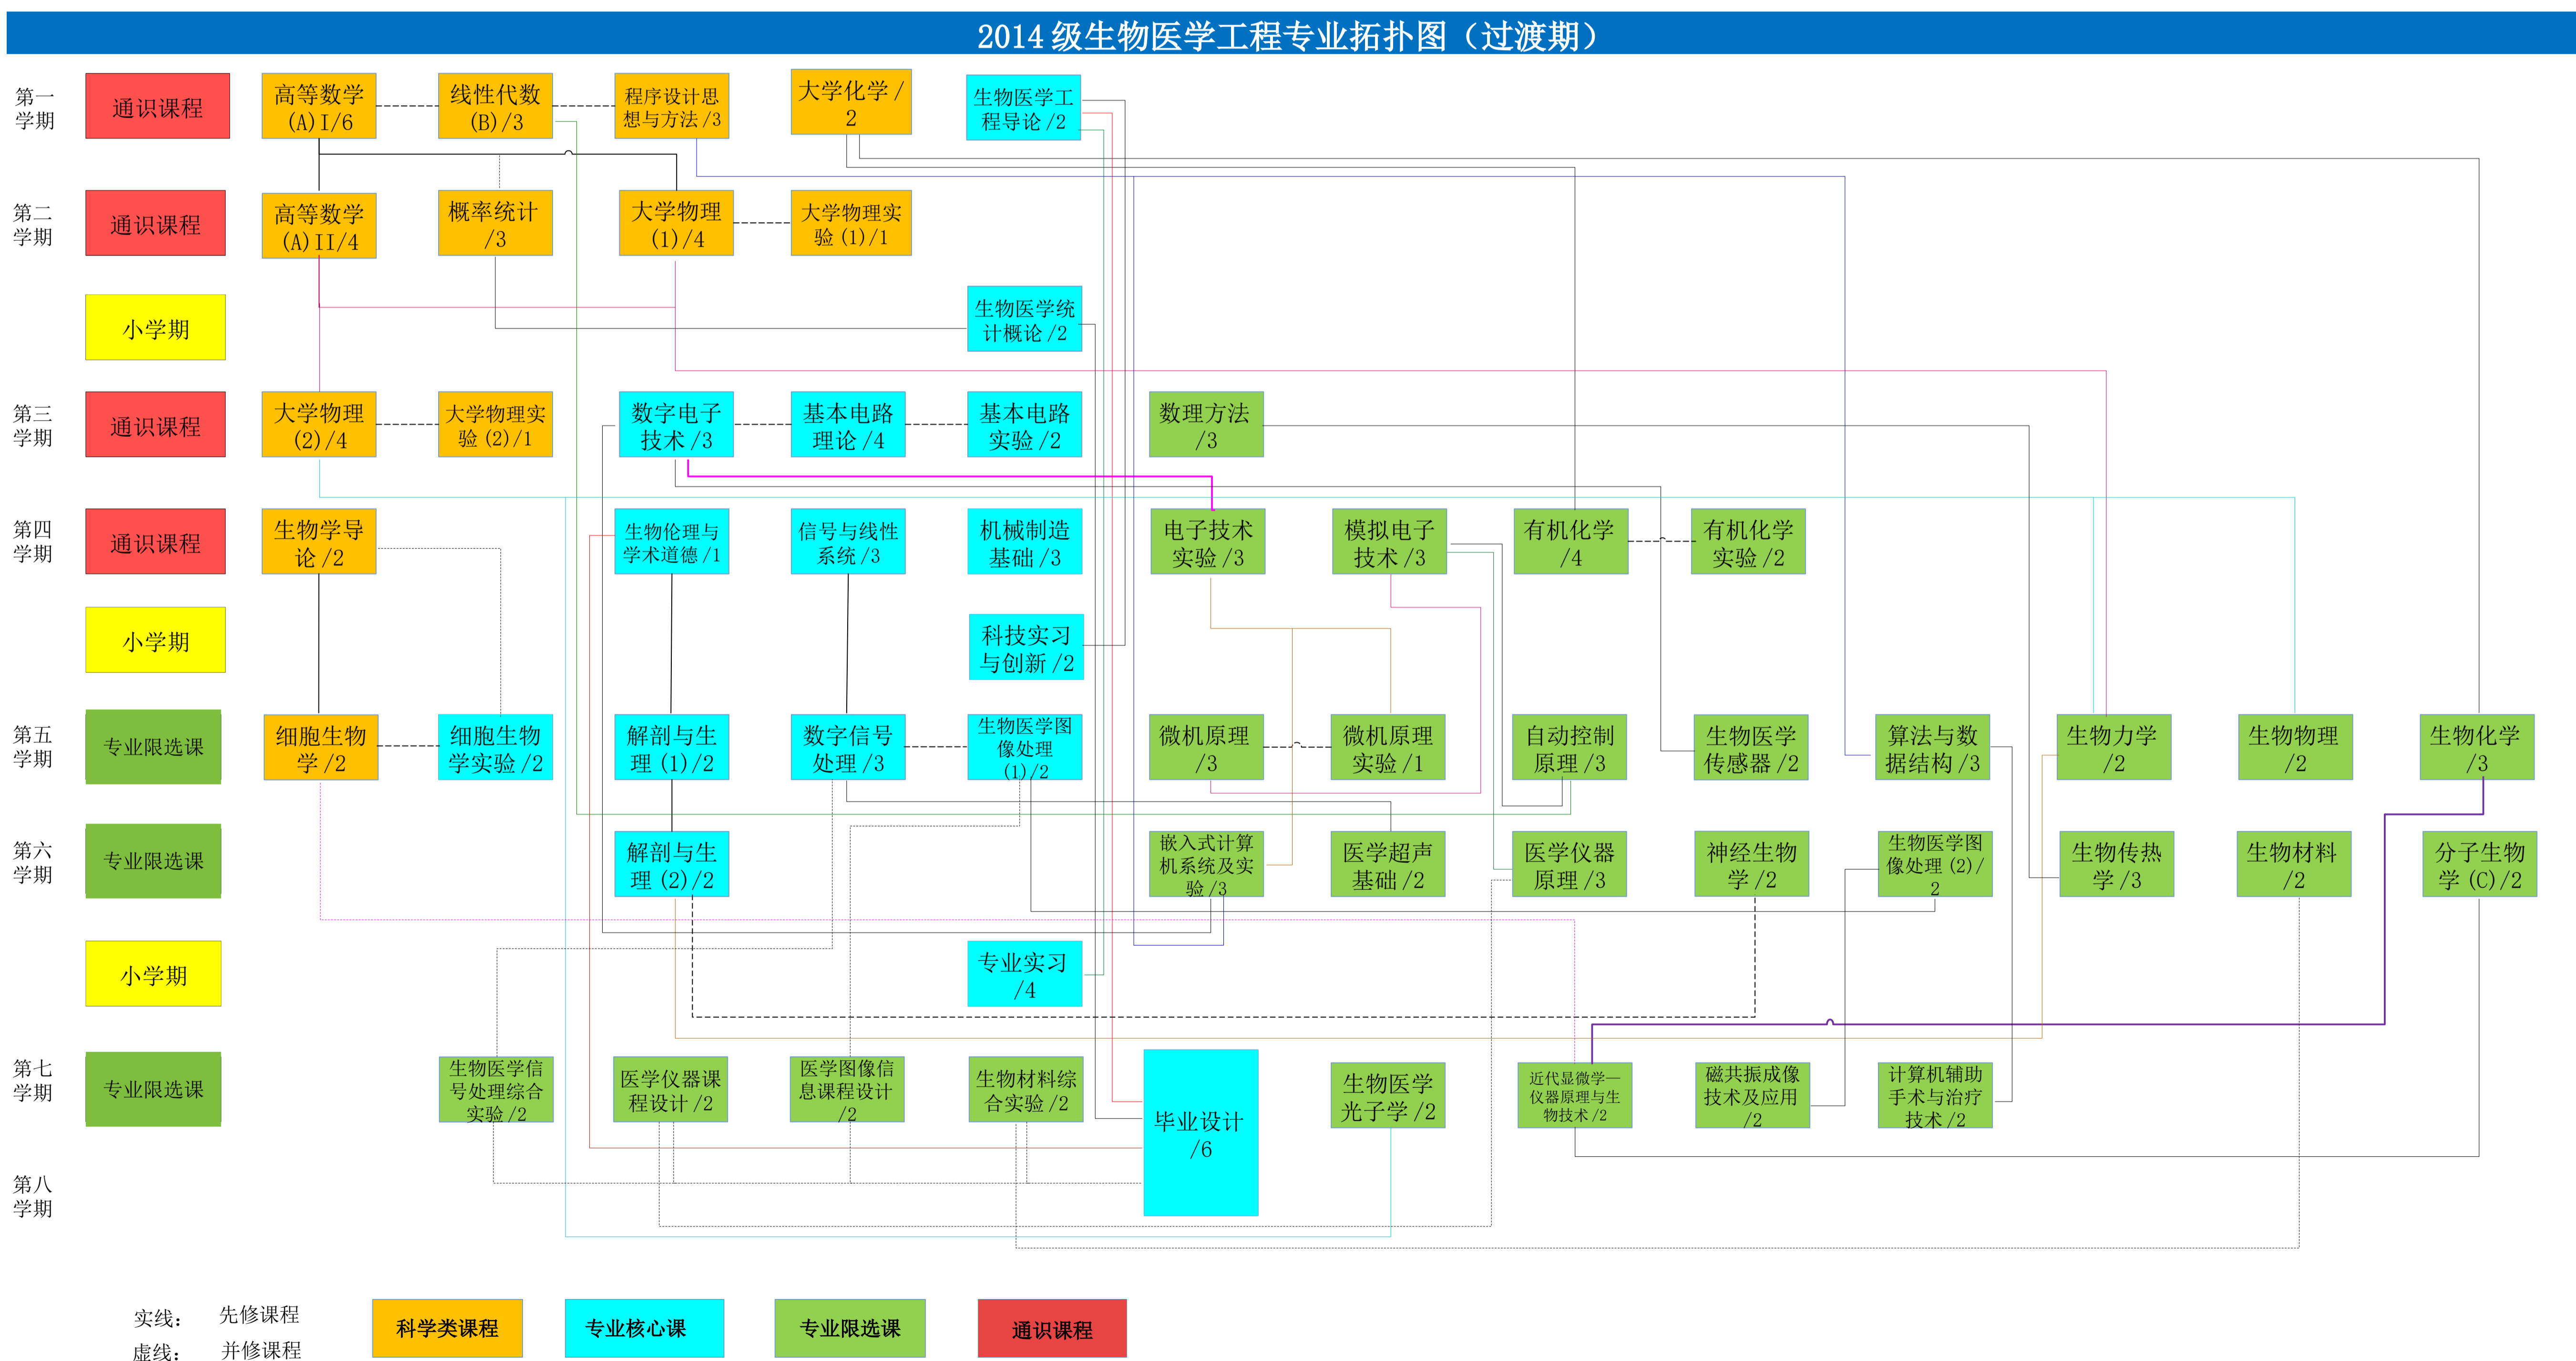 2014级生物医学工程专业拓扑图（过渡期）
第一
学期
通识课程
高等数学
(A)I/6
线性代数
(B)/3
程序设计思
想与方法/3
大学化学/
2
生物医学工
程导论/2
第二
学期
通识课程
高等数学
(A)II/4
概率统计
/3
大学物理
(1)/4
大学物理实
验(1)/1
小学期
生物医学统
计概论/2
第三
学期
通识课程
大学物理
(2)/4
大学物理实
验(2)/1
数字电子
技术/3
基本电路
理论/4
基本电路
实验/2
数理方法
/3
第四
学期
通识课程
生物学导
论/2
生物伦理与
学术道德/1
信号与线性
系统/3
机械制造
基础/3
电子技术
实验/3
模拟电子
技术/3
有机化学
/4
有机化学
实验/2
小学期
科技实习
与创新/2
第五
学期
专业限选课
细胞生物
学/2
细胞生物
学实验/2
解剖与生
理(1)/2
数字信号
处理/3
生物医学图
像处理
(1)/2
微机原理
/3
微机原理
实验/1
自动控制
原理/3
生物医学
传感器/2
算法与数
据结构/3
生物力学
/2
生物物理
/2
生物化学
/3
第六
学期
专业限选课
解剖与生
理(2)/2
嵌入式计算
机系统及实
验/3
医学超声
基础/2
医学仪器
原理/3
神经生物
学/2
生物医学图
像处理(2)/
2
生物传热
学/3
生物材料
/2
分子生物
学(C)/2
小学期
专业实习
/4
第七
学期
专业限选课
生物医学信
号处理综合
实验/2
医学仪器课
程设计/2
医学图像信
息课程设计
/2
生物材料综
合实验/2
毕业设计
/6
生物医学
光子学/2
近代显微学—
仪器原理与生
物技术/2
磁共振成像
技术及应用
/2
计算机辅助
手术与治疗
技术/2
第八
学期
实线： 先修课程
虚线： 并修课程
科学类课程
专业核心课
专业限选课
通识课程